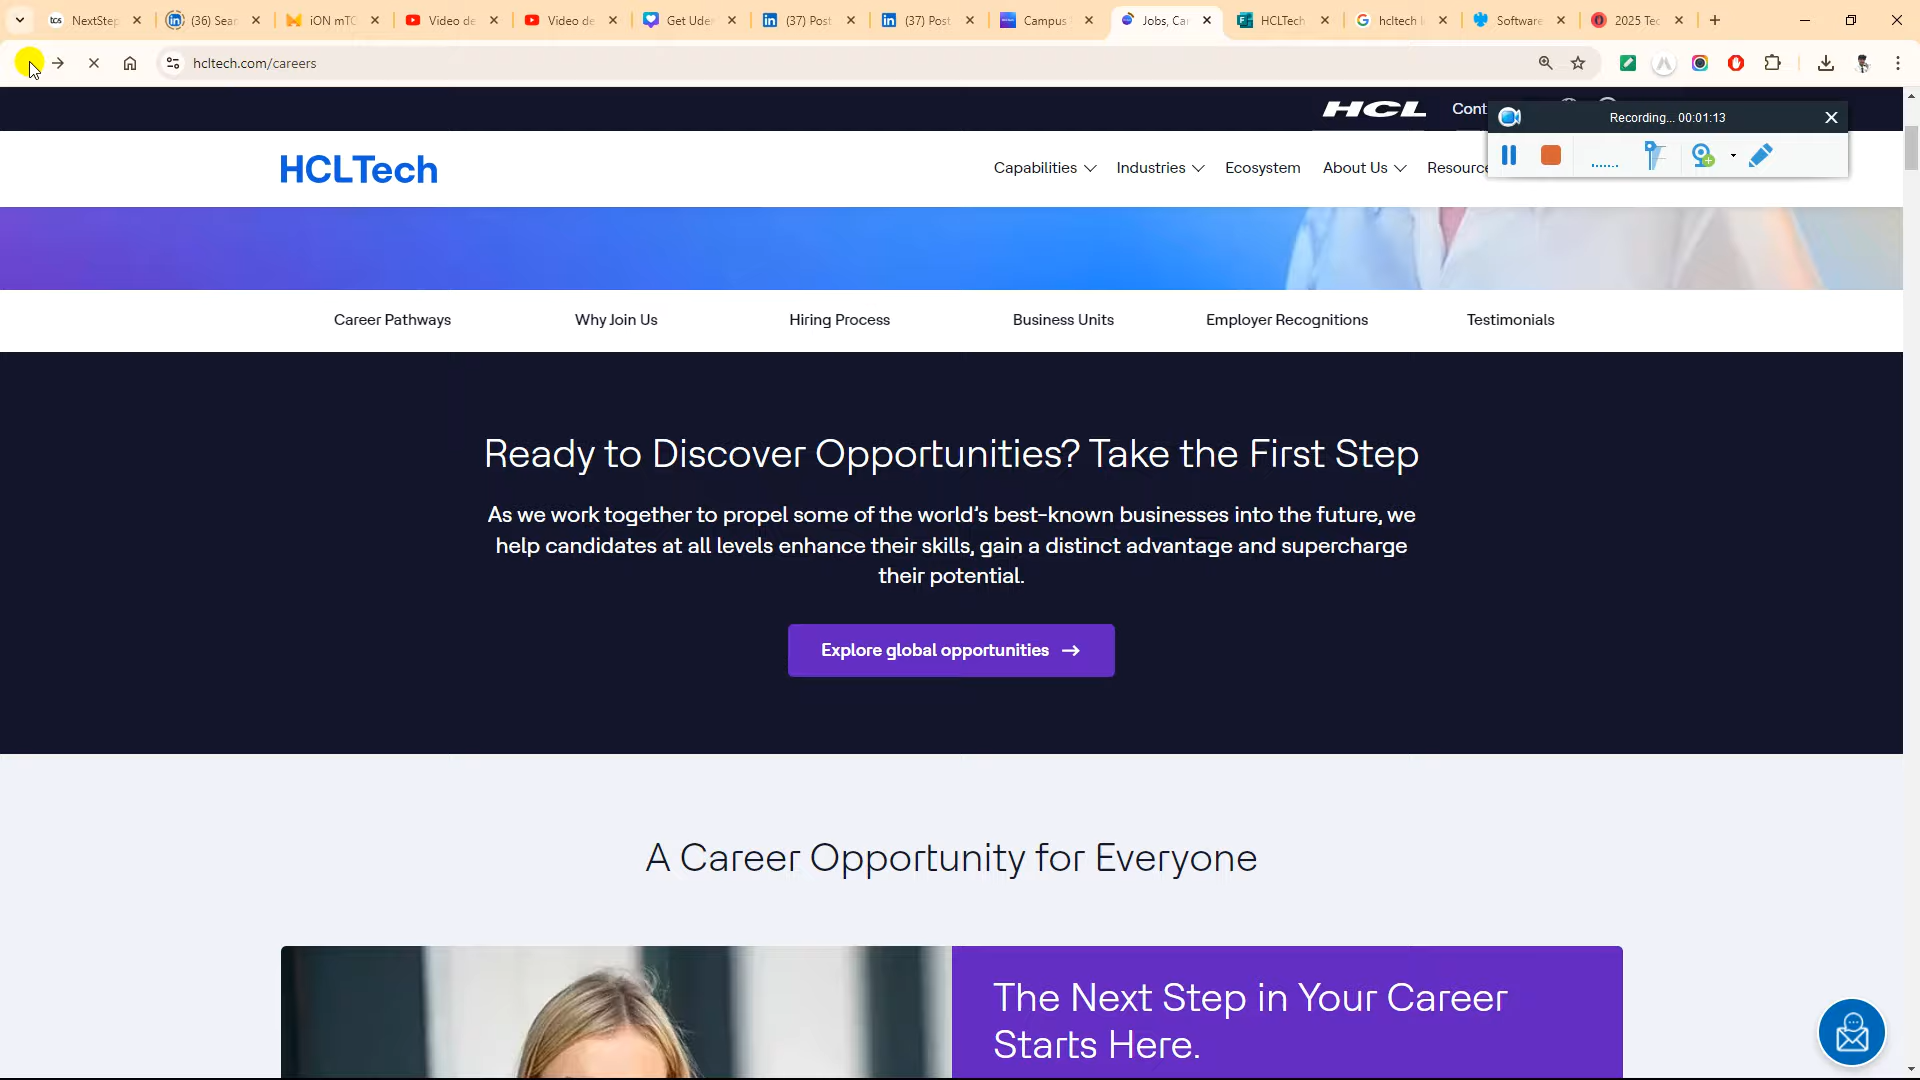 tcs NextStep
(36) Sear
iON mTC
Video de
Video de
Get Uder
(37) Post
(37) Post
Campus
Jobs, Ca
HCLTech
hcltech
Software
2025 Tec
hcltech.com/careers
HCL
Cont
Recording... 00:01:13
HCLTech
Capabilities
Industries
Ecosystem
About Us
Resource
Career Pathways
Why Join Us
Hiring Process
Business Units
Employer Recognitions
Testimonials
Ready to Discover Opportunities? Take the First Step
As we work together to propel some of the world's best-known businesses into the future, we
help candidates at all levels enhance their skills, gain a distinct advantage and supercharge
their potential.
Explore global opportunities →
A Career Opportunity for Everyone
The Next Step in Your Career
Starts Here.